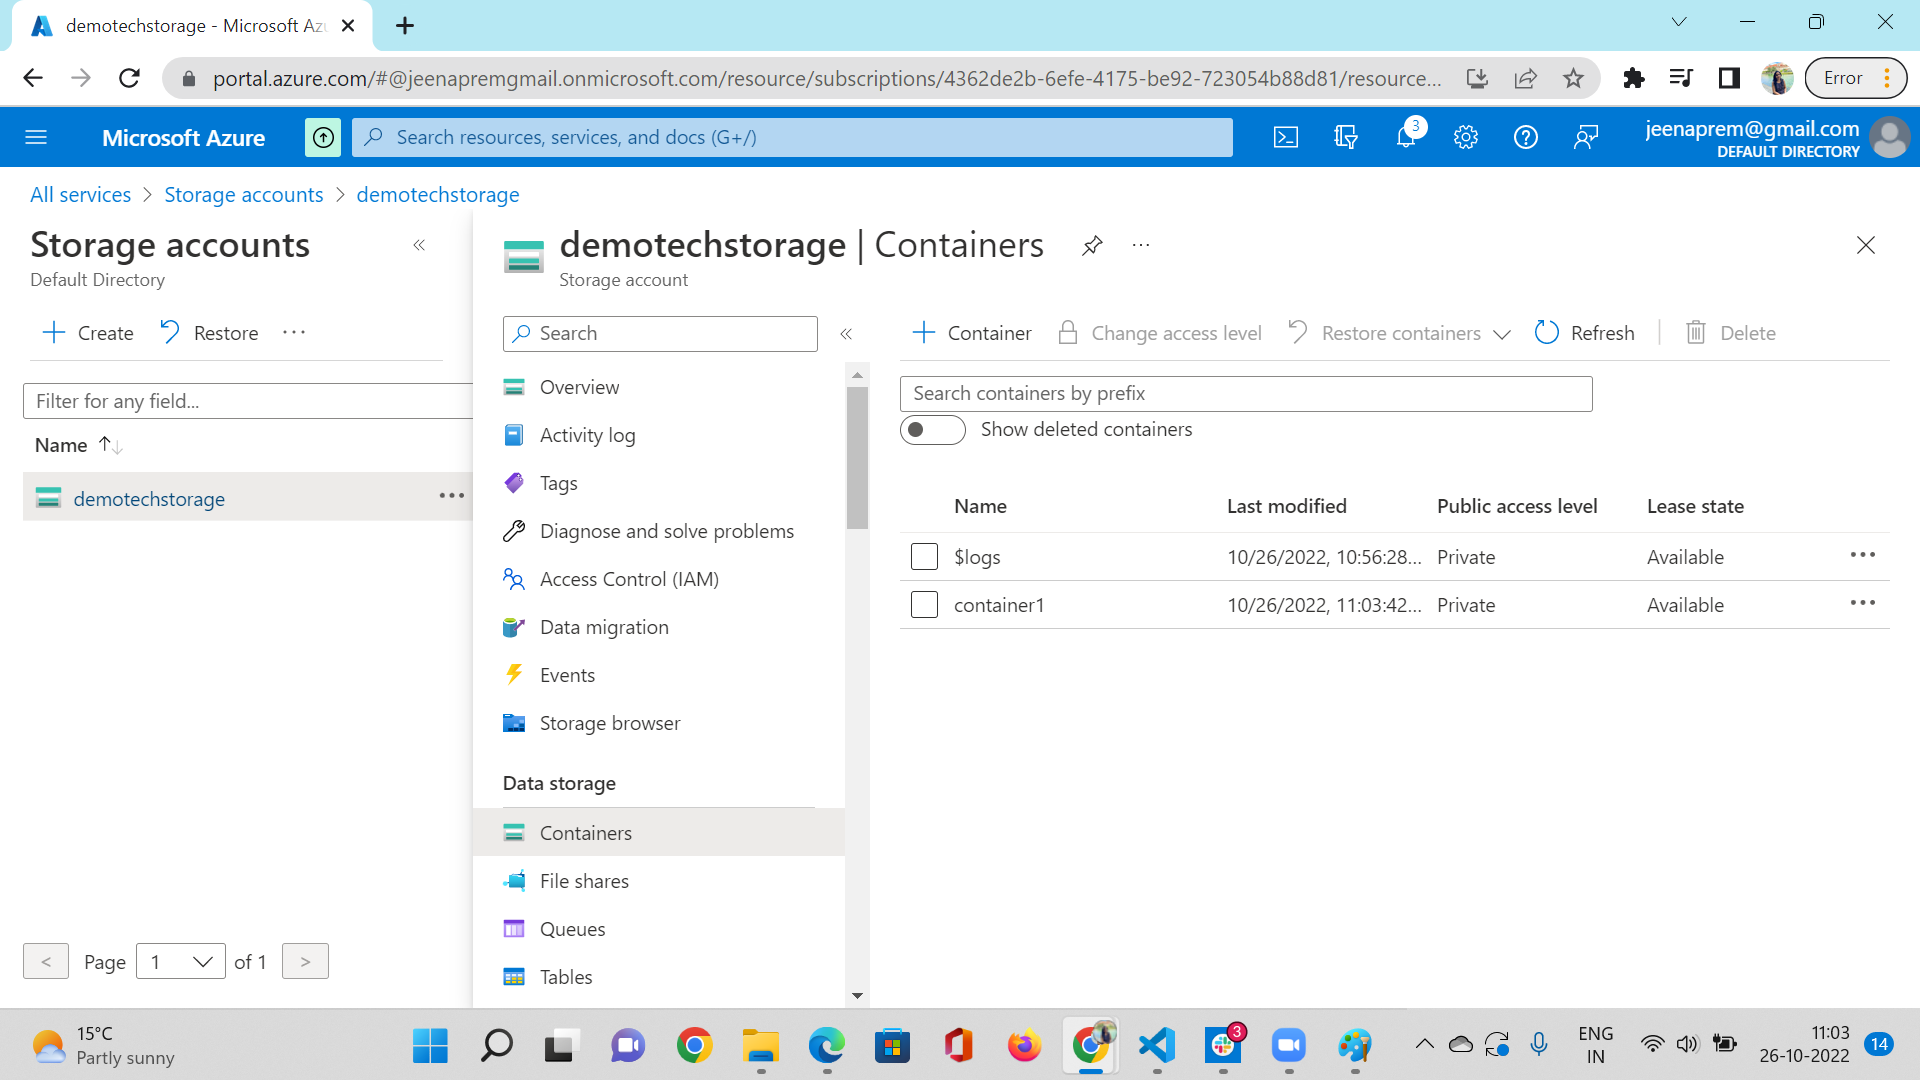 demotechstorage - Microsoft Az
portal.azure.com/#@jeenapremgmail.onmicrosoft.com/resource/subscriptions/4362de2b-6efe-4175-be92-723054b88d81/resource...
Error
Microsoft Azure
Search resources, services, and docs (G+/)
3
jeenaprem@gmail.com
DEFAULT DIRECTORY
All services > Storage accounts > demotechstorage
Storage accounts
Default Directory
Create
Restore
...
Filter for any field...
Name
demotechstorage
...
< Page 1 of 1 >
demotechstorage | Containers
...
Storage account
Search
Overview
Activity log
Tags
Diagnose and solve problems
Access Control (IAM)
Data migration
Events
Storage browser
Data storage
Containers
File shares
Queues
Tables
Container
Change access level
Restore containers
Refresh
Delete
Search containers by prefix
Show deleted containers
Name Last modified Public access level Lease state
$logs 10/26/2022, 10:56:28... Private Available ...
container1 10/26/2022, 11:03:42... Private Available ...
15°C
Partly sunny
3
ENG
IN
11:03
26-10-2022
14